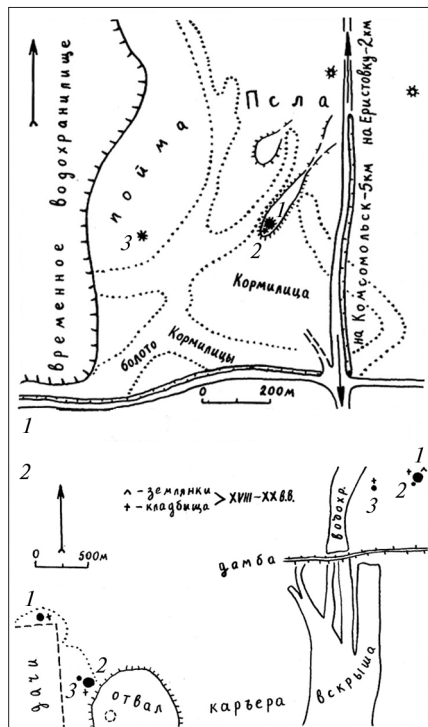 временное водохранилище
пойма
Псла
на Еристовку-2км
на Комсомольск-5км
1
2
3
Кормилица
болото Кормилицы
0 200м
1
2
^ - землянки
+ - кладбища
> XVIII-XX в.в.
0 500м
водохр.
1
2
3
дамба
1
2
3
дачи
отвал
карьера
вскрыша